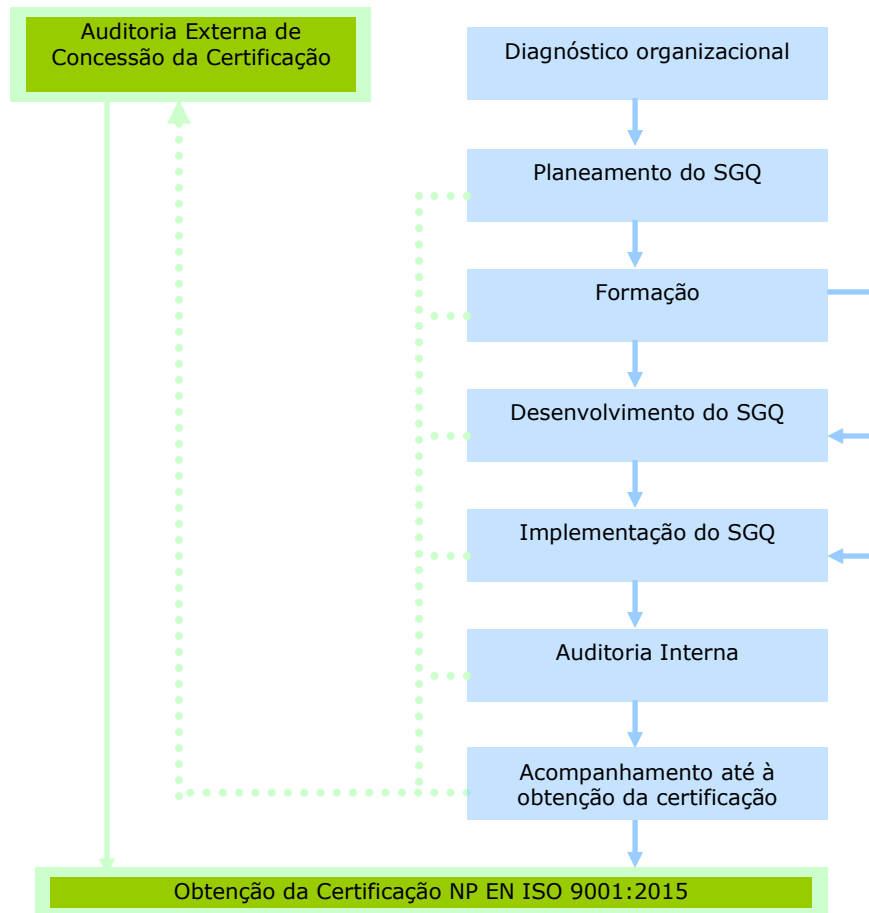 Auditoria Externa de
Concessão da Certificação
Diagnóstico organizacional
Planeamento do SGQ
Formação
Desenvolvimento do SGQ
Implementação do SGQ
Auditoria Interna
Acompanhamento até à
obtenção da certificação
Obtenção da Certificação NP EN ISO 9001:2015